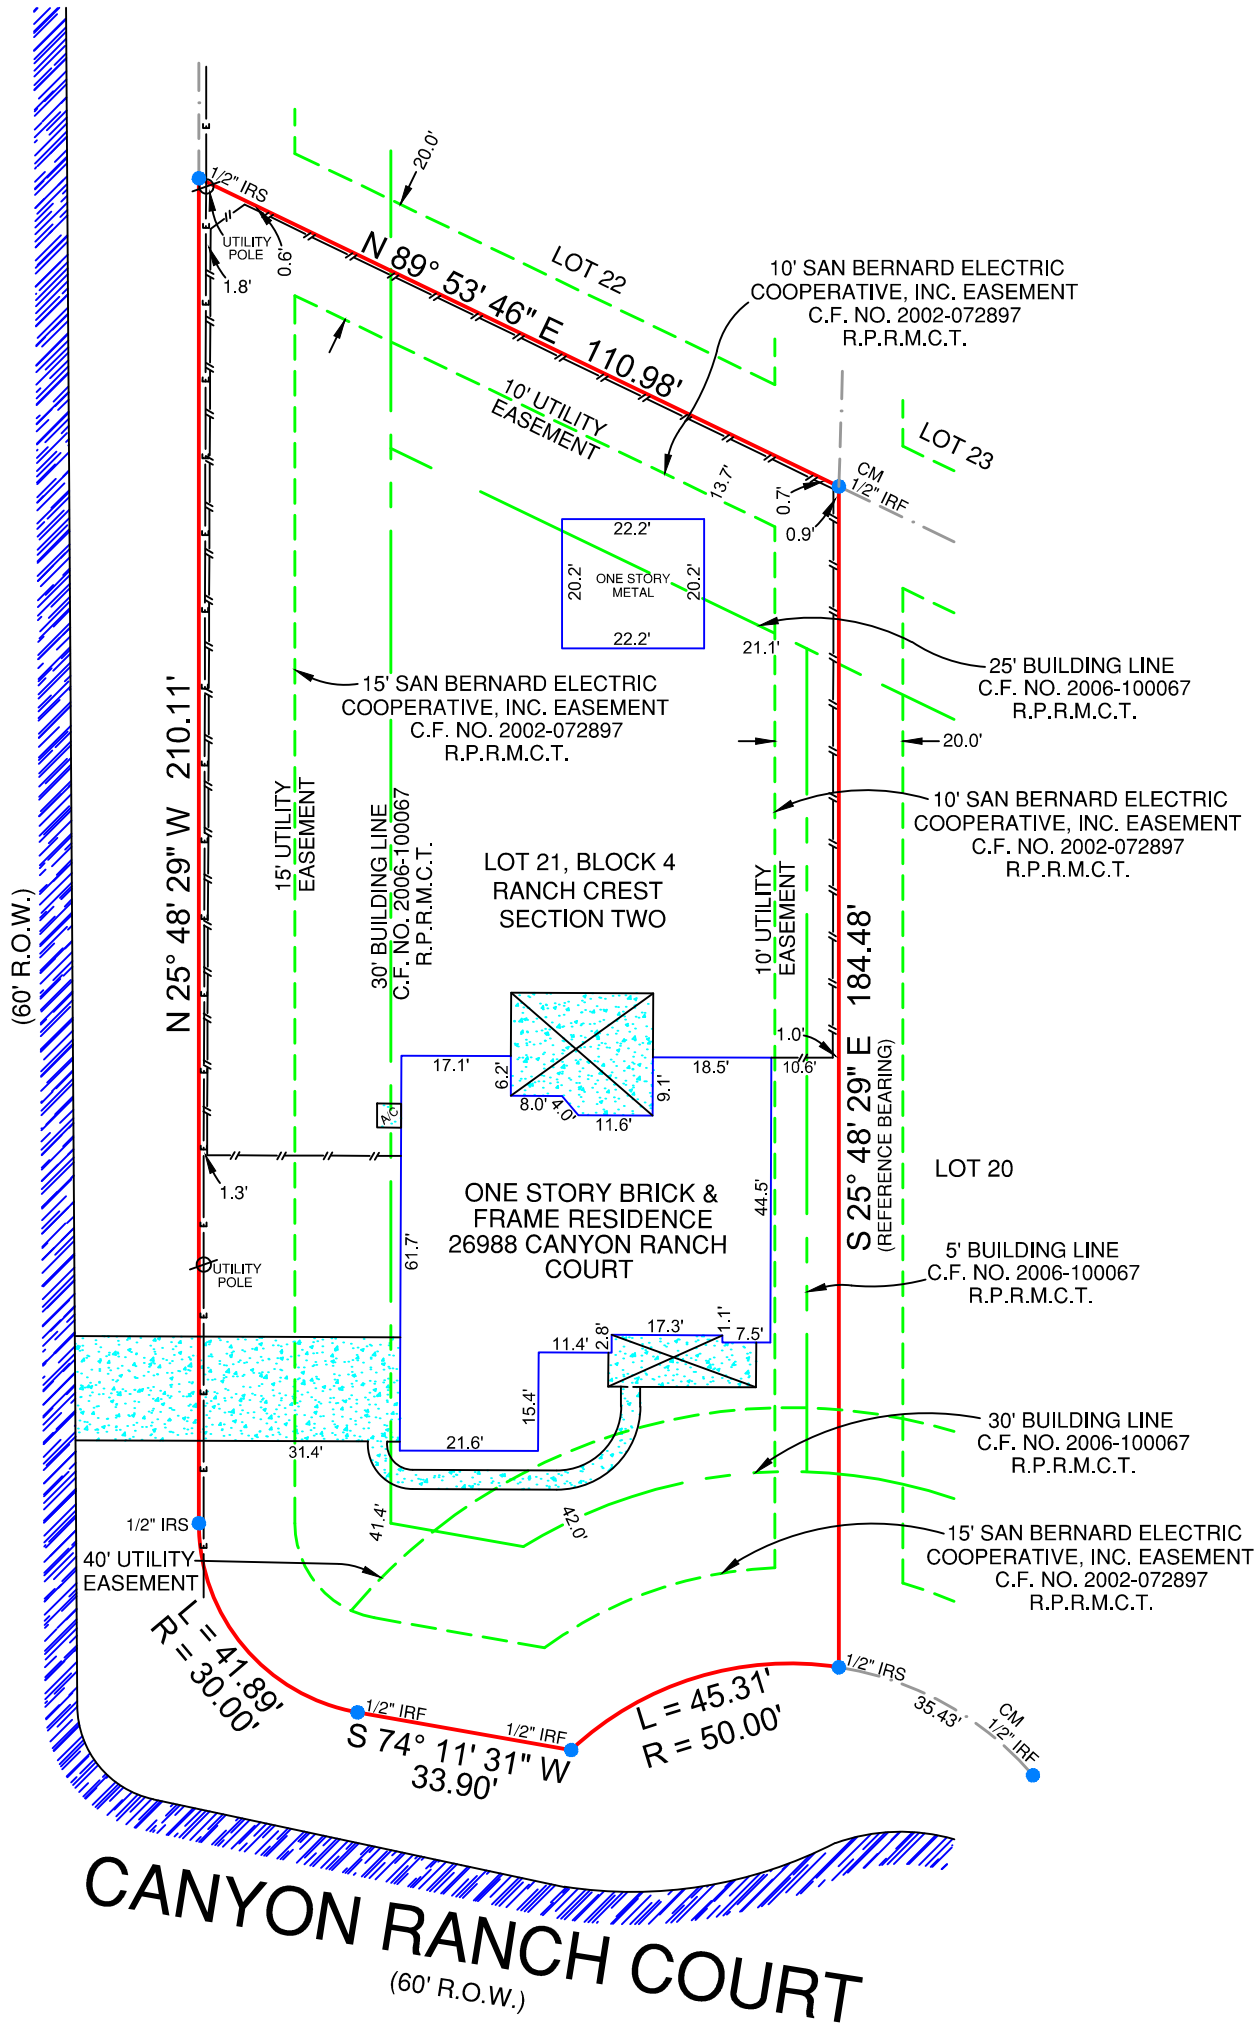 20.0'
1/2" IRS
UTILITY
POLE
0.6'
1.8'
LOT 22
N 89° 53' 46" E 110.98'
10' SAN BERNARD ELECTRIC
COOPERATIVE, INC. EASEMENT
C.F. NO. 2002-072897
R.P.R.M.C.T.
10' UTILITY
EASEMENT
LOT 23
CM
1/2" IRF
13.7'
0.7'
0.9'
22.2'
20.2'
ONE STORY
METAL
20.2'
22.2'
21.1'
25' BUILDING LINE
C.F. NO. 2006-100067
R.P.R.M.C.T.
15' SAN BERNARD ELECTRIC
COOPERATIVE, INC. EASEMENT
C.F. NO. 2002-072897
R.P.R.M.C.T.
20.0'
N 25° 48' 29" W 210.11'
15' UTILITY
EASEMENT
30' BUILDING LINE
C.F. NO. 2006-100067
R.P.R.M.C.T.
10' SAN BERNARD ELECTRIC
COOPERATIVE, INC. EASEMENT
C.F. NO. 2002-072897
R.P.R.M.C.T.
LOT 21, BLOCK 4
RANCH CREST
SECTION TWO
10' UTILITY
EASEMENT
(60' R.O.W.)
S 25° 48' 29" E 184.48'
(REFERENCE BEARING)
1.0'
17.1'
6.2'
18.5'
10.6'
9.1'
8.0'
4.0'
11.6'
A/C
1.3'
LOT 20
ONE STORY BRICK &
FRAME RESIDENCE
26988 CANYON RANCH
COURT
44.5'
61.7'
UTILITY
POLE
5' BUILDING LINE
C.F. NO. 2006-100067
R.P.R.M.C.T.
11.4'
2.8'
17.3'
1.1'
7.5'
15.4'
21.6'
31.4'
30' BUILDING LINE
C.F. NO. 2006-100067
R.P.R.M.C.T.
1/2" IRS
41.4'
42.0'
40' UTILITY
EASEMENT
15' SAN BERNARD ELECTRIC
COOPERATIVE, INC. EASEMENT
C.F. NO. 2002-072897
R.P.R.M.C.T.
L = 41.89'
R = 30.00'
1/2" IRF
S 74° 11' 31" W
33.90'
1/2" IRF
L = 45.31'
R = 50.00'
1/2" IRS
35.43'
CM
1/2" IRF
CANYON RANCH COURT
(60' R.O.W.)